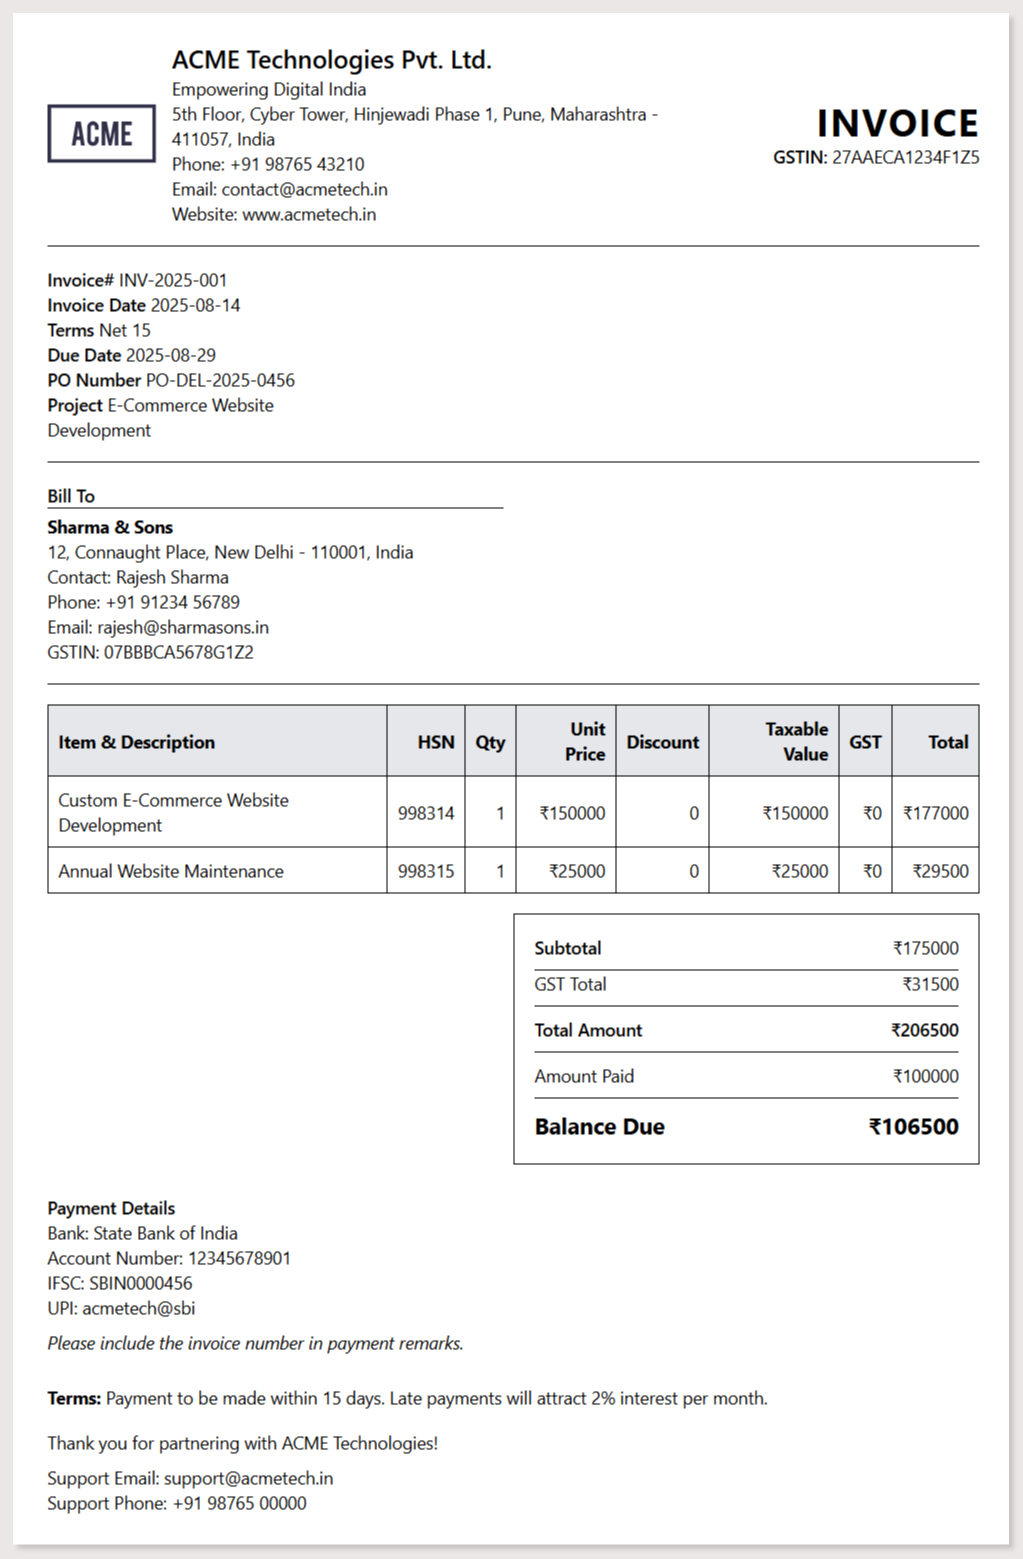 ACME
ACME Technologies Pvt. Ltd.
Empowering Digital India
5th Floor, Cyber Tower, Hinjewadi Phase 1, Pune, Maharashtra -
411057, India
Phone: +91 98765 43210
Email: contact@acmetech.in
Website: www.acmetech.in
INVOICE
GSTIN: 27AAECA1234F1Z5
Invoice# INV-2025-001
Invoice Date 2025-08-14
Terms Net 15
Due Date 2025-08-29
PO Number PO-DEL-2025-0456
Project E-Commerce Website
Development
Bill To
Sharma & Sons
12, Connaught Place, New Delhi - 110001, India
Contact: Rajesh Sharma
Phone: +91 91234 56789
Email: rajesh@sharmasons.in
GSTIN: 07BBBCA5678G1Z2
Item & Description HSN Qty Unit Price Discount Taxable Value GST Total
Custom E-Commerce Website Development 998314 1 ₹150000 0 ₹150000 ₹0 ₹177000
Annual Website Maintenance 998315 1 ₹25000 0 ₹25000 ₹0 ₹29500
Subtotal ₹175000
GST Total ₹31500
Total Amount ₹206500
Amount Paid ₹100000
Balance Due ₹106500
Payment Details
Bank: State Bank of India
Account Number: 12345678901
IFSC: SBIN0000456
UPI: acmetech@sbi
Please include the invoice number in payment remarks.
Terms: Payment to be made within 15 days. Late payments will attract 2% interest per month.
Thank you for partnering with ACME Technologies!
Support Email: support@acmetech.in
Support Phone: +91 98765 00000